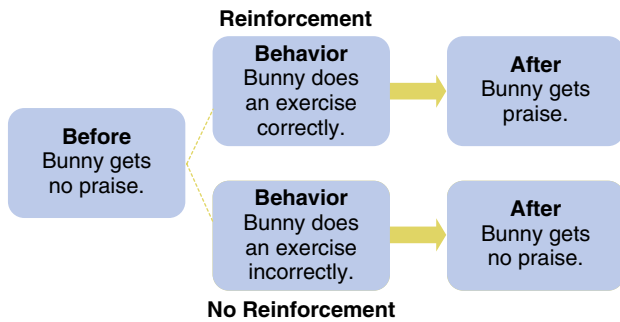 Reinforcement
Before
Bunny gets
no praise.
Behavior
Bunny does
an exercise
correctly.
After
Bunny gets
praise.
Behavior
Bunny does
an exercise
incorrectly.
After
Bunny gets
no praise.
No Reinforcement